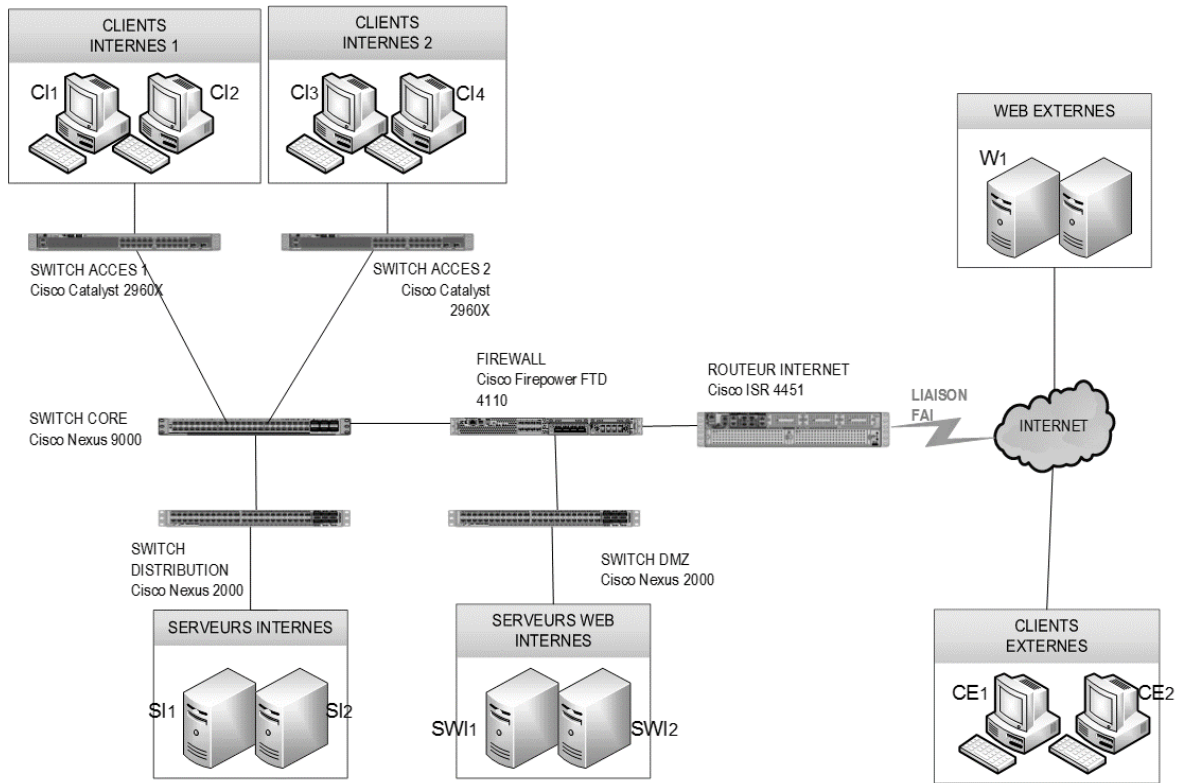 CLIENTS
INTERNES 1
CI1
CI2
CLIENTS
INTERNES 2
CI3
CI4
WEB EXTERNES
W1
SWITCH ACCES 1
Cisco Catalyst 2960X
SWITCH ACCES 2
Cisco Catalyst
2960X
FIREWALL
Cisco Firepower FTD
4110
ROUTEUR INTERNET
Cisco ISR 4451
LIAISON
FAI
INTERNET
SWITCH CORE
Cisco Nexus 9000
SWITCH
DISTRIBUTION
Cisco Nexus 2000
SWITCH DMZ
Cisco Nexus 2000
SERVEURS INTERNES
SI1
SI2
SERVEURS WEB
INTERNES
SWI1
SWI2
CLIENTS
EXTERNES
CE1
CE2